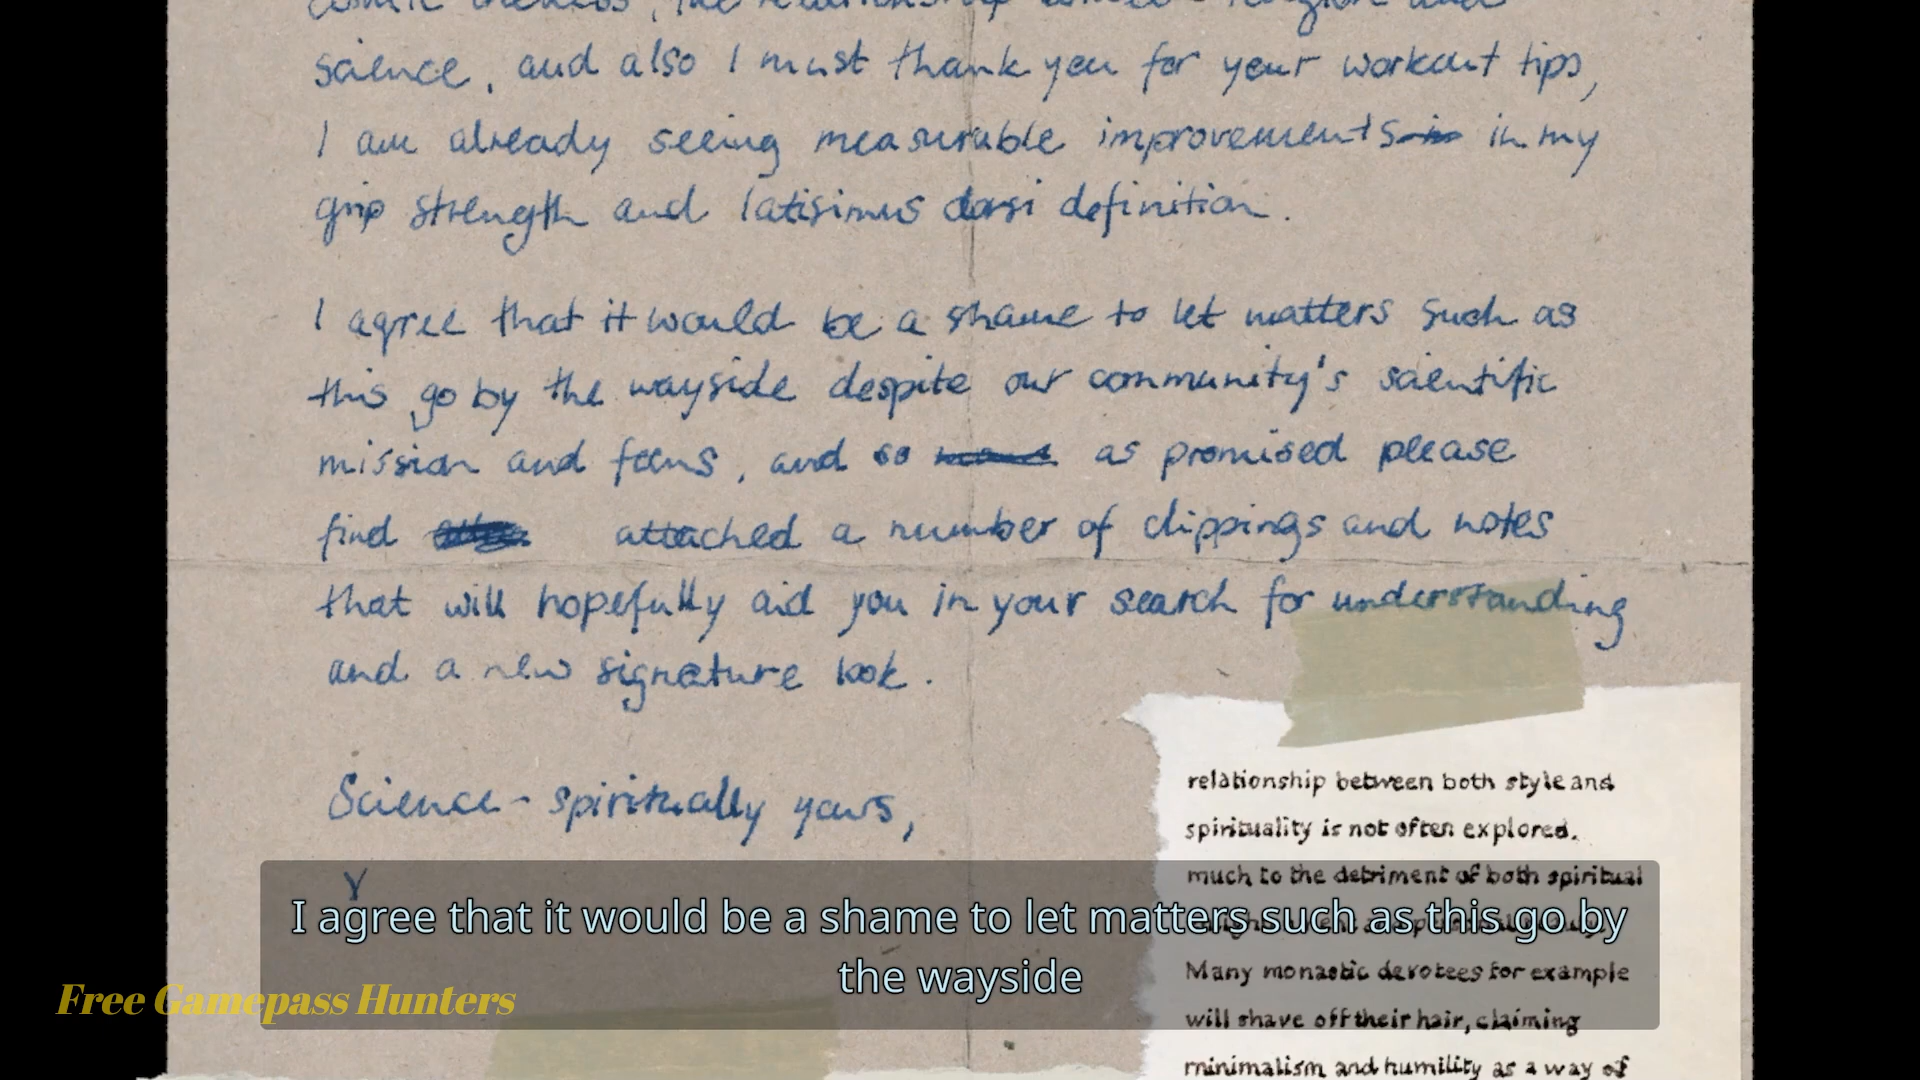 science, and also I must thank you for your workout tips,
I am already seeing measurable improvements in my
grip strength and latisimus dorsi definition.
I agree that it would be a shame to let matters such as
this go by the wayside despite our community's scientific
mission and focus, and so as promised please
find attached a number of clippings and notes
that will hopefully aid you in your search for understanding
and a new signature look.
Science-spiritually yours,
Y
relationship between both style and
spirituality is not often explored.
much to the detriment of both spiritual
Many monastic devotees for example
will shave off their hair, claiming
minimalism and humility as a way of
I agree that it would be a shame to let matters such as this go by
the wayside
Free Gamepass Hunters